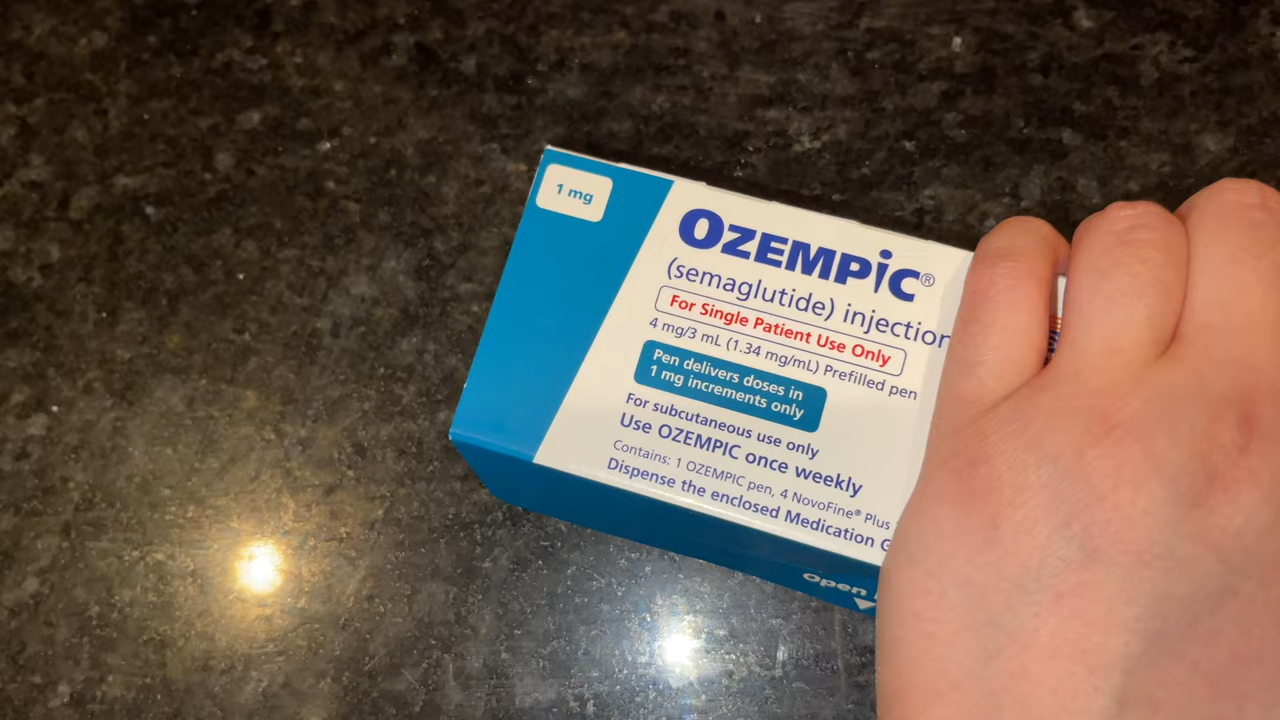 1 mg
OZEMPIC®
(semaglutide) injection
For Single Patient Use Only
4 mg/3 mL (1.34 mg/mL) Prefilled pen
Pen delivers doses in
1 mg increments only
For subcutaneous use only
Use OZEMPIC once weekly
Contains: 1 OZEMPIC pen, 4 NovoFine® Plus
Dispense the enclosed Medication G
Open